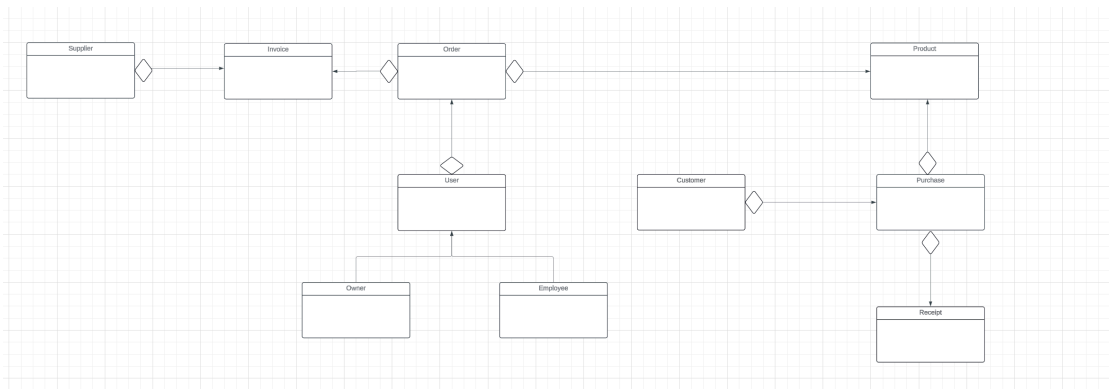 Supplier
Invoice
Order
Product
User
Customer
Purchase
Owner
Employee
Receipt